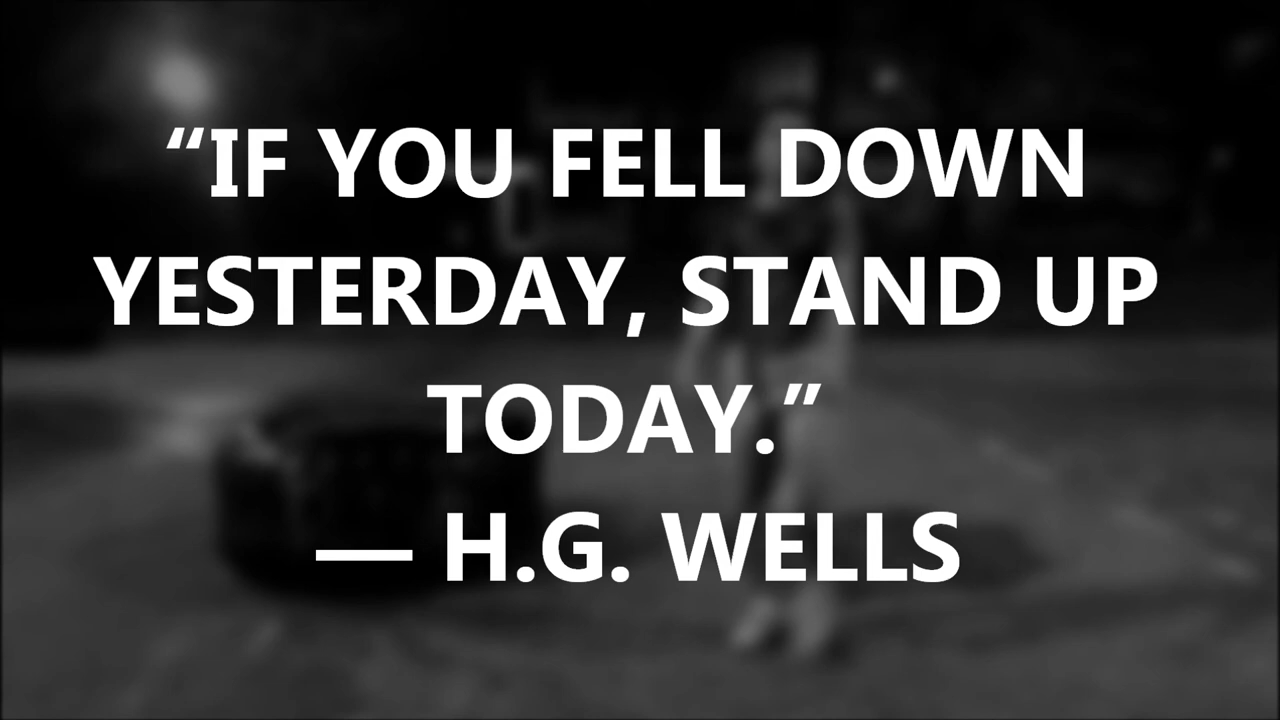 “IF YOU FELL DOWN
YESTERDAY, STAND UP
TODAY.”
— H.G. WELLS